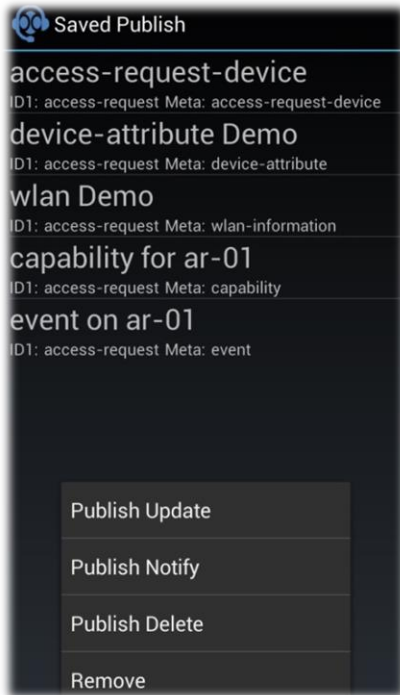 Saved Publish
access-request-device
ID1: access-request Meta: access-request-device
device-attribute Demo
ID1: access-request Meta: device-attribute
wlan Demo
ID1: access-request Meta: wlan-information
capability for ar-01
ID1: access-request Meta: capability
event on ar-01
ID1: access-request Meta: event
Publish Update
Publish Notify
Publish Delete
Remove